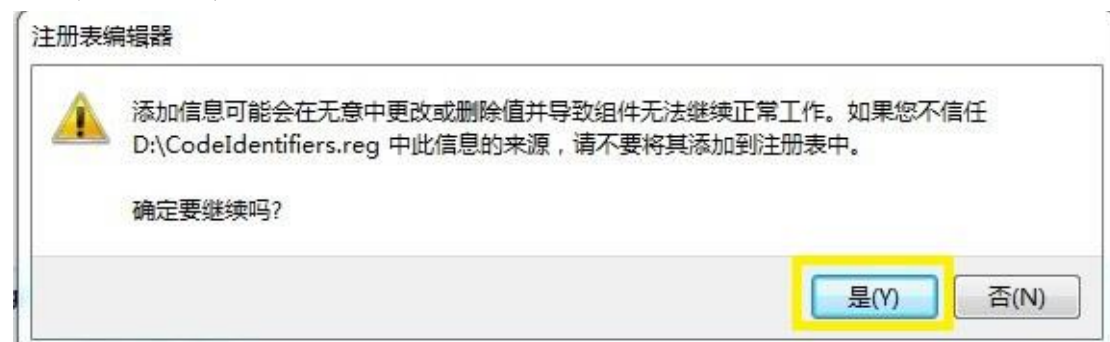 注册表编辑器
添加信息可能会在无意中更改或删除值并导致组件无法继续正常工作。如果您不信任
D:\CodeIdentifiers.reg 中此信息的来源，请不要将其添加到注册表中。
确定要继续吗?
是(Y) 否(N)